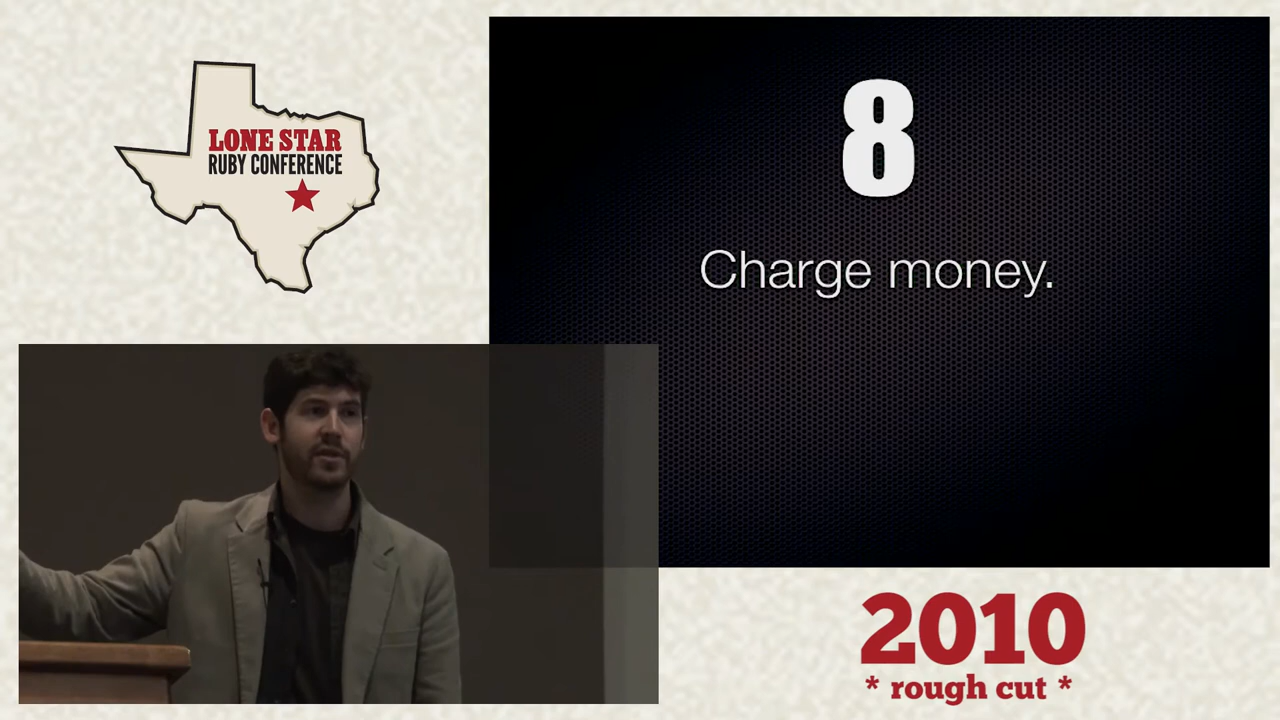 LONE STAR
RUBY CONFERENCE
8
Charge money.
2010
* rough cut *